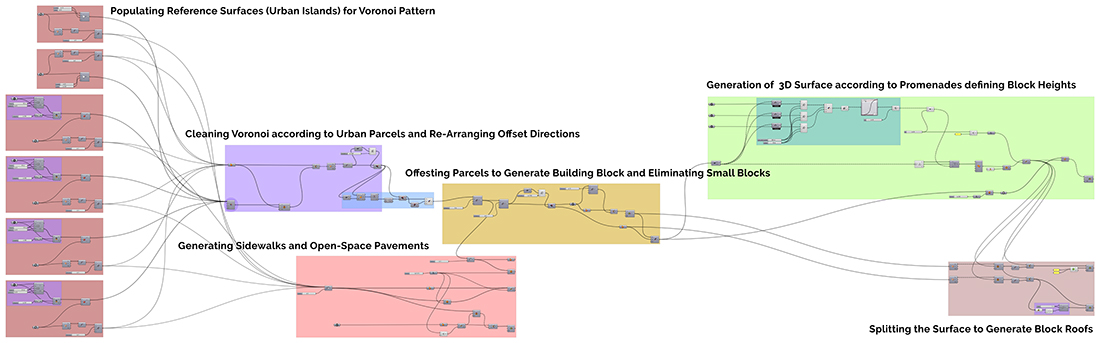 Populating Reference Surfaces (Urban Islands) for Voronoi Pattern
Generation of 3D Surface according to Promenades defining Block Heights
Cleaning Voronoi according to Urban Parcels and Re-Arranging Offset Directions
Offesting Parcels to Generate Building Block and Eliminating Small Blocks
Generating Sidewalks and Open-Space Pavements
Splitting the Surface to Generate Block Roofs